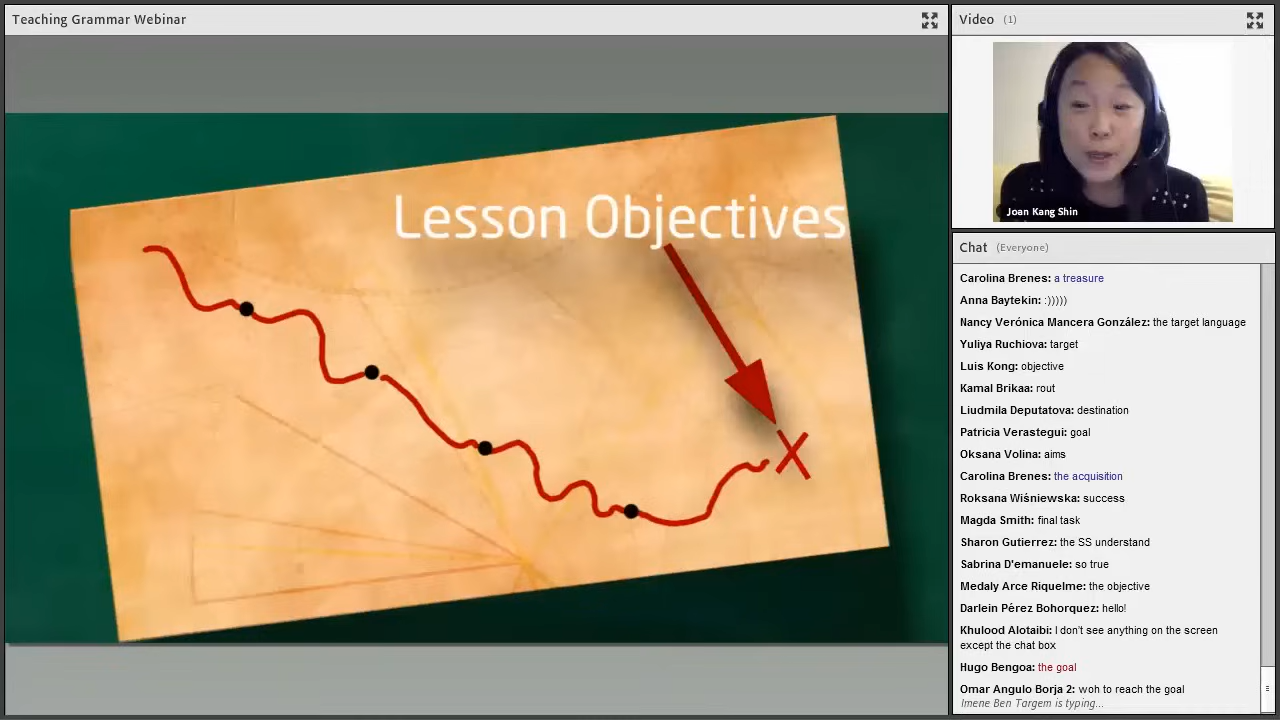 Teaching Grammar Webinar
Lesson Objectives
Video (1)
Joan Kang Shin
Chat (Everyone)
Carolina Brenes: a treasure
Anna Baytekin: :)))))
Nancy Verónica Mancera González: the target language
Yuliya Ruchiova: target
Luis Kong: objective
Kamal Brikaa: rout
Liudmila Deputatova: destination
Patricia Verastegui: goal
Oksana Volina: aims
Carolina Brenes: the acquisition
Roksana Wiśniewska: success
Magda Smith: final task
Sharon Gutierrez: the SS understand
Sabrina D'emanuele: so true
Medaly Arce Riquelme: the objective
Darlein Pérez Bohorquez: hello!
Khulood Alotaibi: I don't see anything on the screen
except the chat box
Hugo Bengoa: the goal
Omar Angulo Borja 2: woh to reach the goal
Imene Ben Targem is typing...